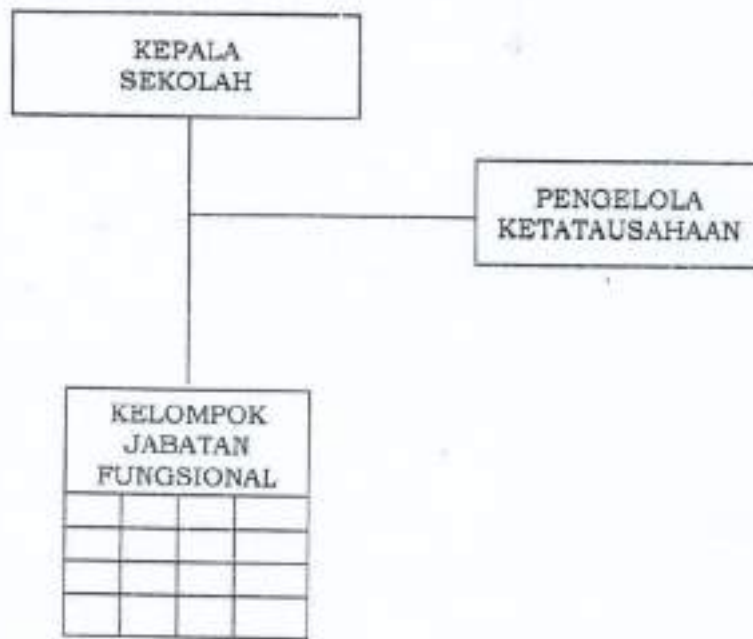 KEPALA
SEKOLAH
PENGELOLA
KETATAUSAHAAN
KELOMPOK
JABATAN
FUNGSIONAL